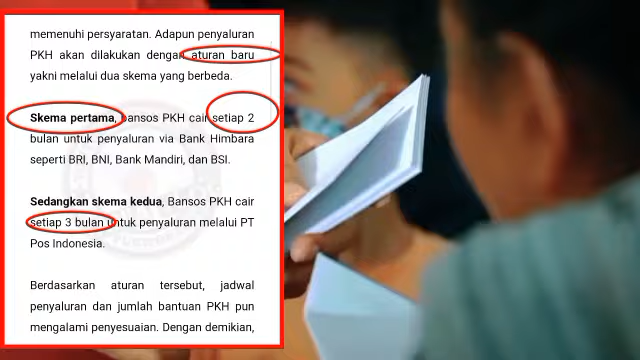 memenuhi persyaratan. Adapun penyaluran
PKH akan dilakukan dengan aturan baru
yakni melalui dua skema yang berbeda.
Skema pertama, bansos PKH cair setiap 2
bulan untuk penyaluran via Bank Himbara
seperti BRI, BNI, Bank Mandiri, dan BSI.
Sedangkan skema kedua, Bansos PKH cair
setiap 3 bulan untuk penyaluran melalui PT
Pos Indonesia.
Berdasarkan aturan tersebut, jadwal
penyaluran dan jumlah bantuan PKH pun
mengalami penyesuaian. Dengan demikian,